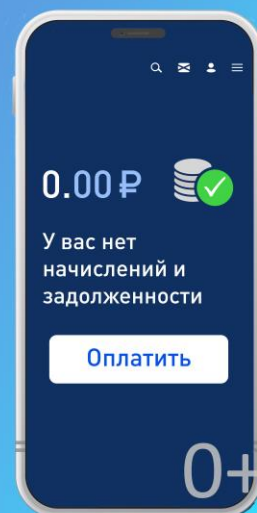 0.00 ₽
У вас нет
начислений и
задолженности
Оплатить
0+